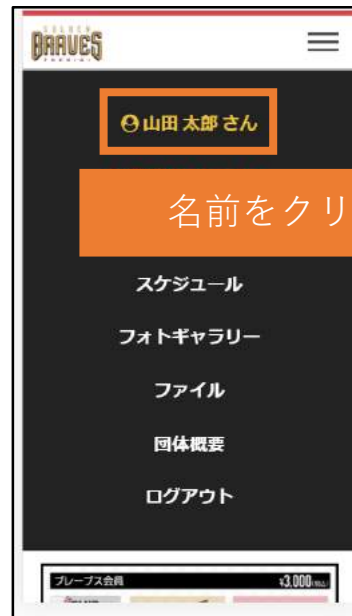 GOLDEN
BRAVES
山田 太郎 さん
名前をクリ
スケジュール
フォトギャラリー
ファイル
団体概要
ログアウト
ブレーブス会員 ¥3,000(税込)